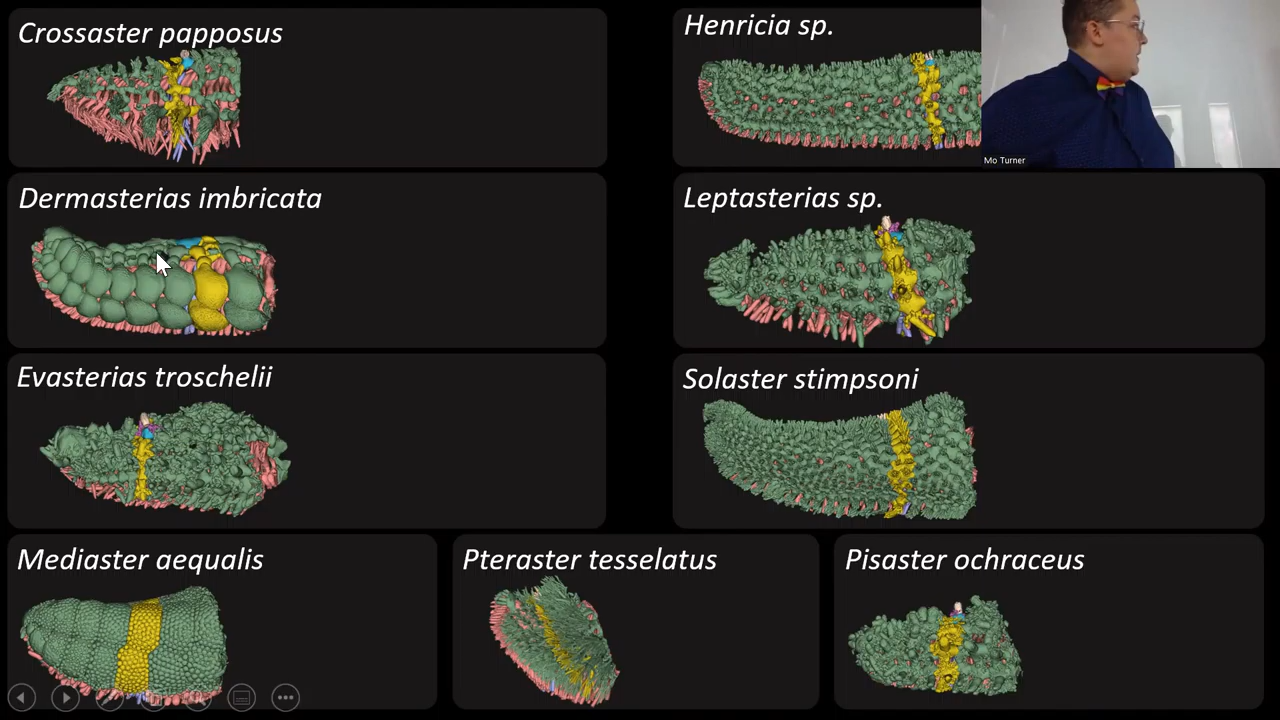 Crossaster papposus
Henricia sp.
Mo Turner
Dermasterias imbricata
Leptasterias sp.
Evasterias troschelii
Solaster stimpsoni
Mediaster aequalis
Pteraster tesselatus
Pisaster ochraceus